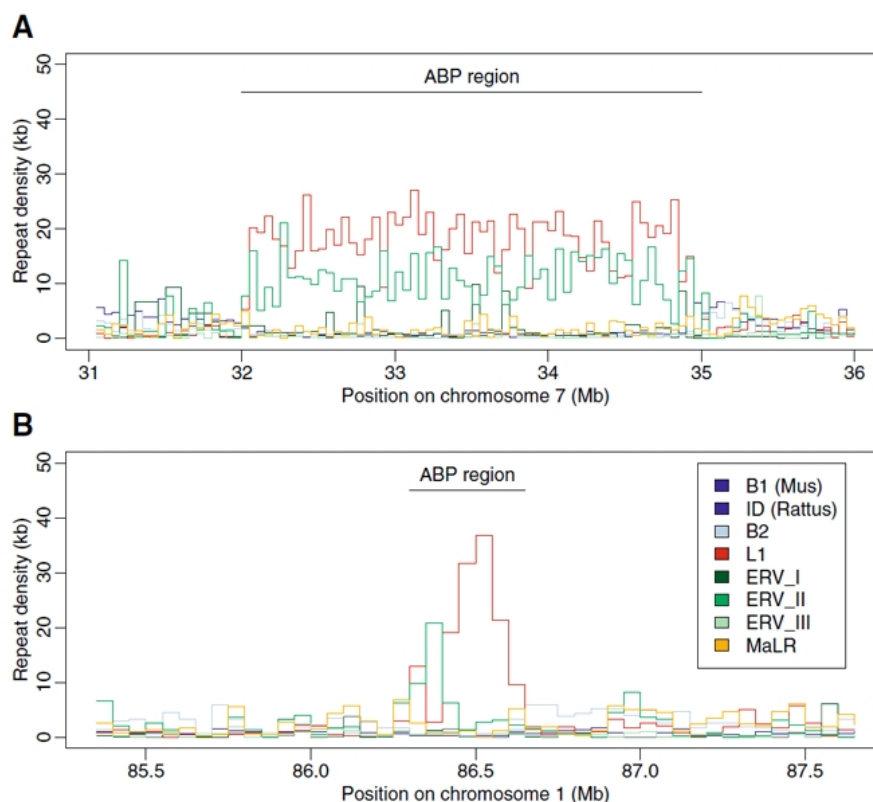 A
ABP region
Repeat density (kb)
50
40
30
20
10
0
31 32 33 34 35 36
Position on chromosome 7 (Mb)
B
ABP region
Repeat density (kb)
50
40
30
20
10
0
B1 (Mus)
ID (Rattus)
B2
L1
ERV_I
ERV_II
ERV_III
MaLR
85.5 86.0 86.5 87.0 87.5
Position on chromosome 1 (Mb)